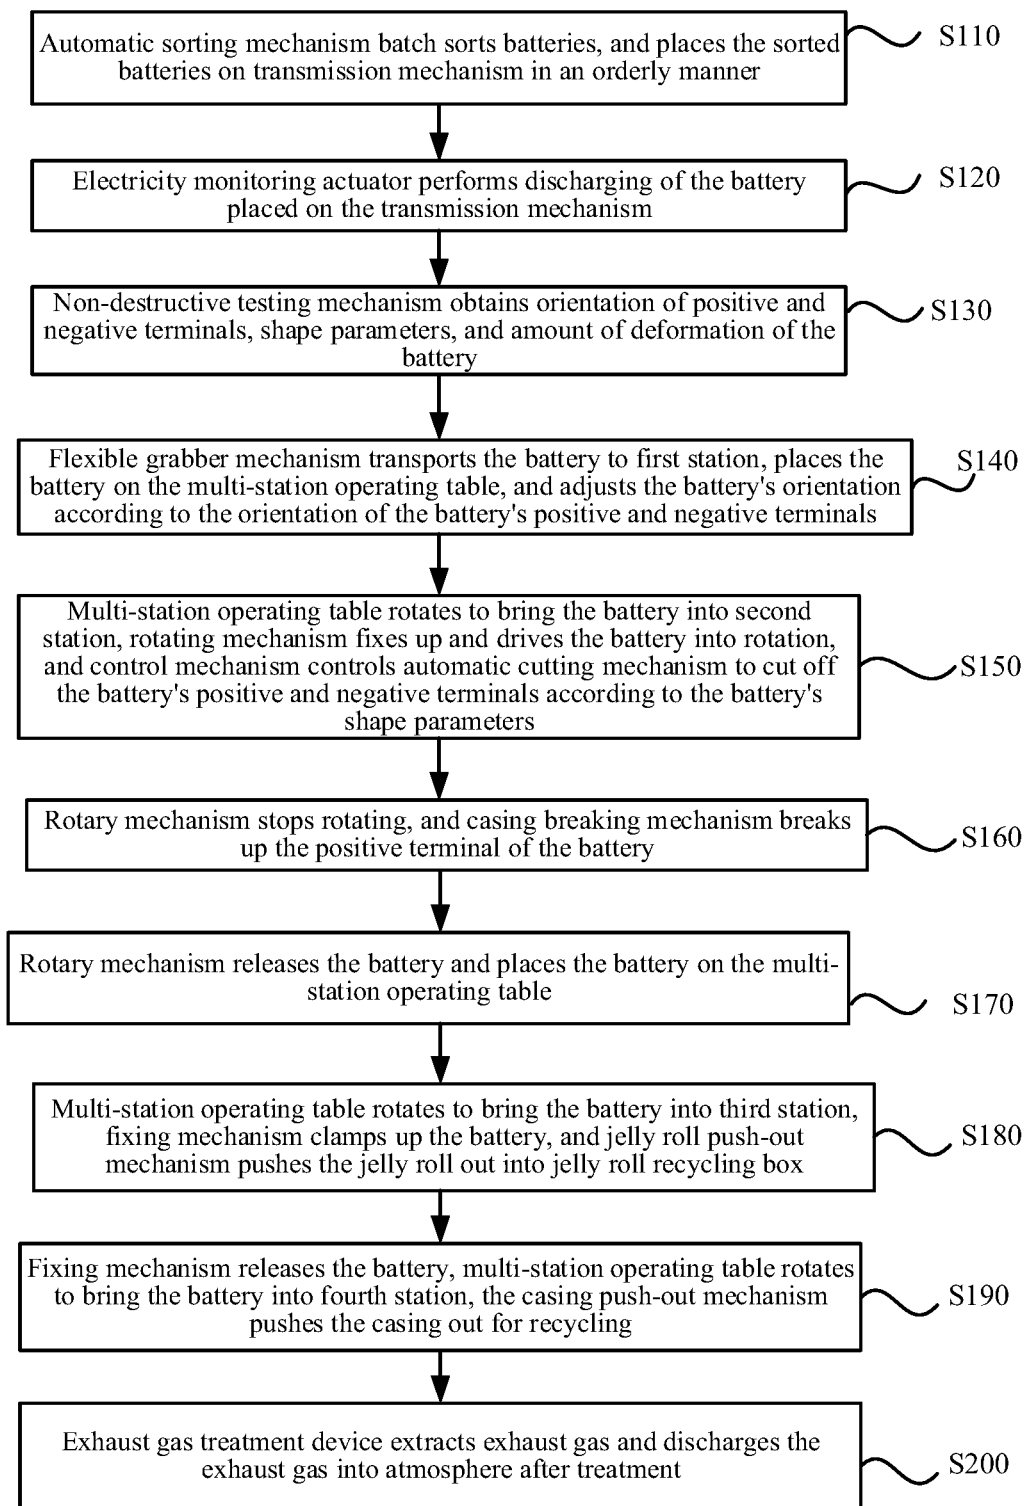 Automatic sorting mechanism batch sorts batteries, and places the sorted
batteries on transmission mechanism in an orderly manner
S110
Electricity monitoring actuator performs discharging of the battery
placed on the transmission mechanism
S120
Non-destructive testing mechanism obtains orientation of positive and
negative terminals, shape parameters, and amount of deformation of the
battery
S130
Flexible grabber mechanism transports the battery to first station, places the
battery on the multi-station operating table, and adjusts the battery's orientation
according to the orientation of the battery's positive and negative terminals
S140
Multi-station operating table rotates to bring the battery into second
station, rotating mechanism fixes up and drives the battery into rotation,
and control mechanism controls automatic cutting mechanism to cut off
the battery's positive and negative terminals according to the battery's
shape parameters
S150
Rotary mechanism stops rotating, and casing breaking mechanism breaks
up the positive terminal of the battery
S160
Rotary mechanism releases the battery and places the battery on the multi-
station operating table
S170
Multi-station operating table rotates to bring the battery into third station,
fixing mechanism clamps up the battery, and jelly roll push-out
mechanism pushes the jelly roll out into jelly roll recycling box
S180
Fixing mechanism releases the battery, multi-station operating table rotates
to bring the battery into fourth station, the casing push-out mechanism
pushes the casing out for recycling
S190
Exhaust gas treatment device extracts exhaust gas and discharges the
exhaust gas into atmosphere after treatment
S200